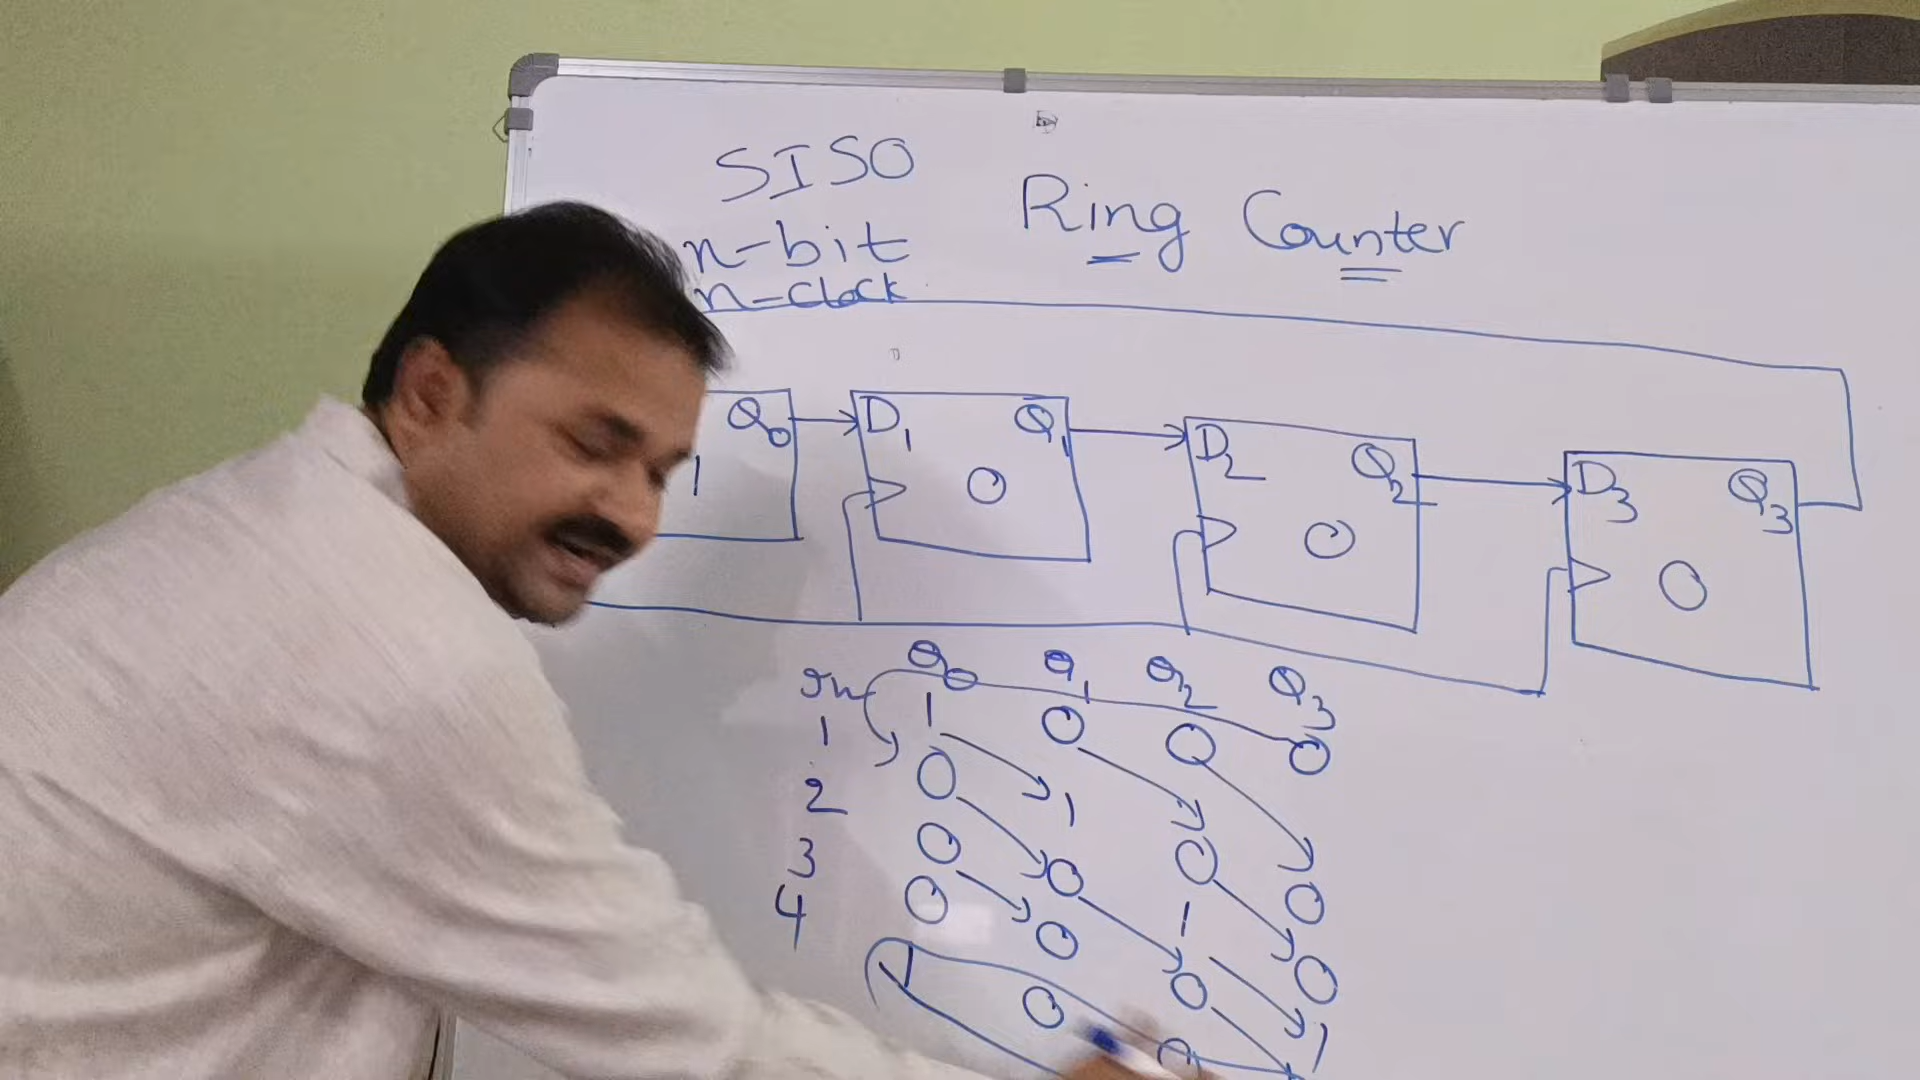 SISO
Ring Counter
n-bit
n-clock
Q0 D1 Q1 D2 Q2 D3 Q3
1 0 0 0
Q0 Q1 Q2 Q3
1 0 0 0
1 0 1 0 0
2 0 0 1 0
3 0 0 0 1
4 1 0 0